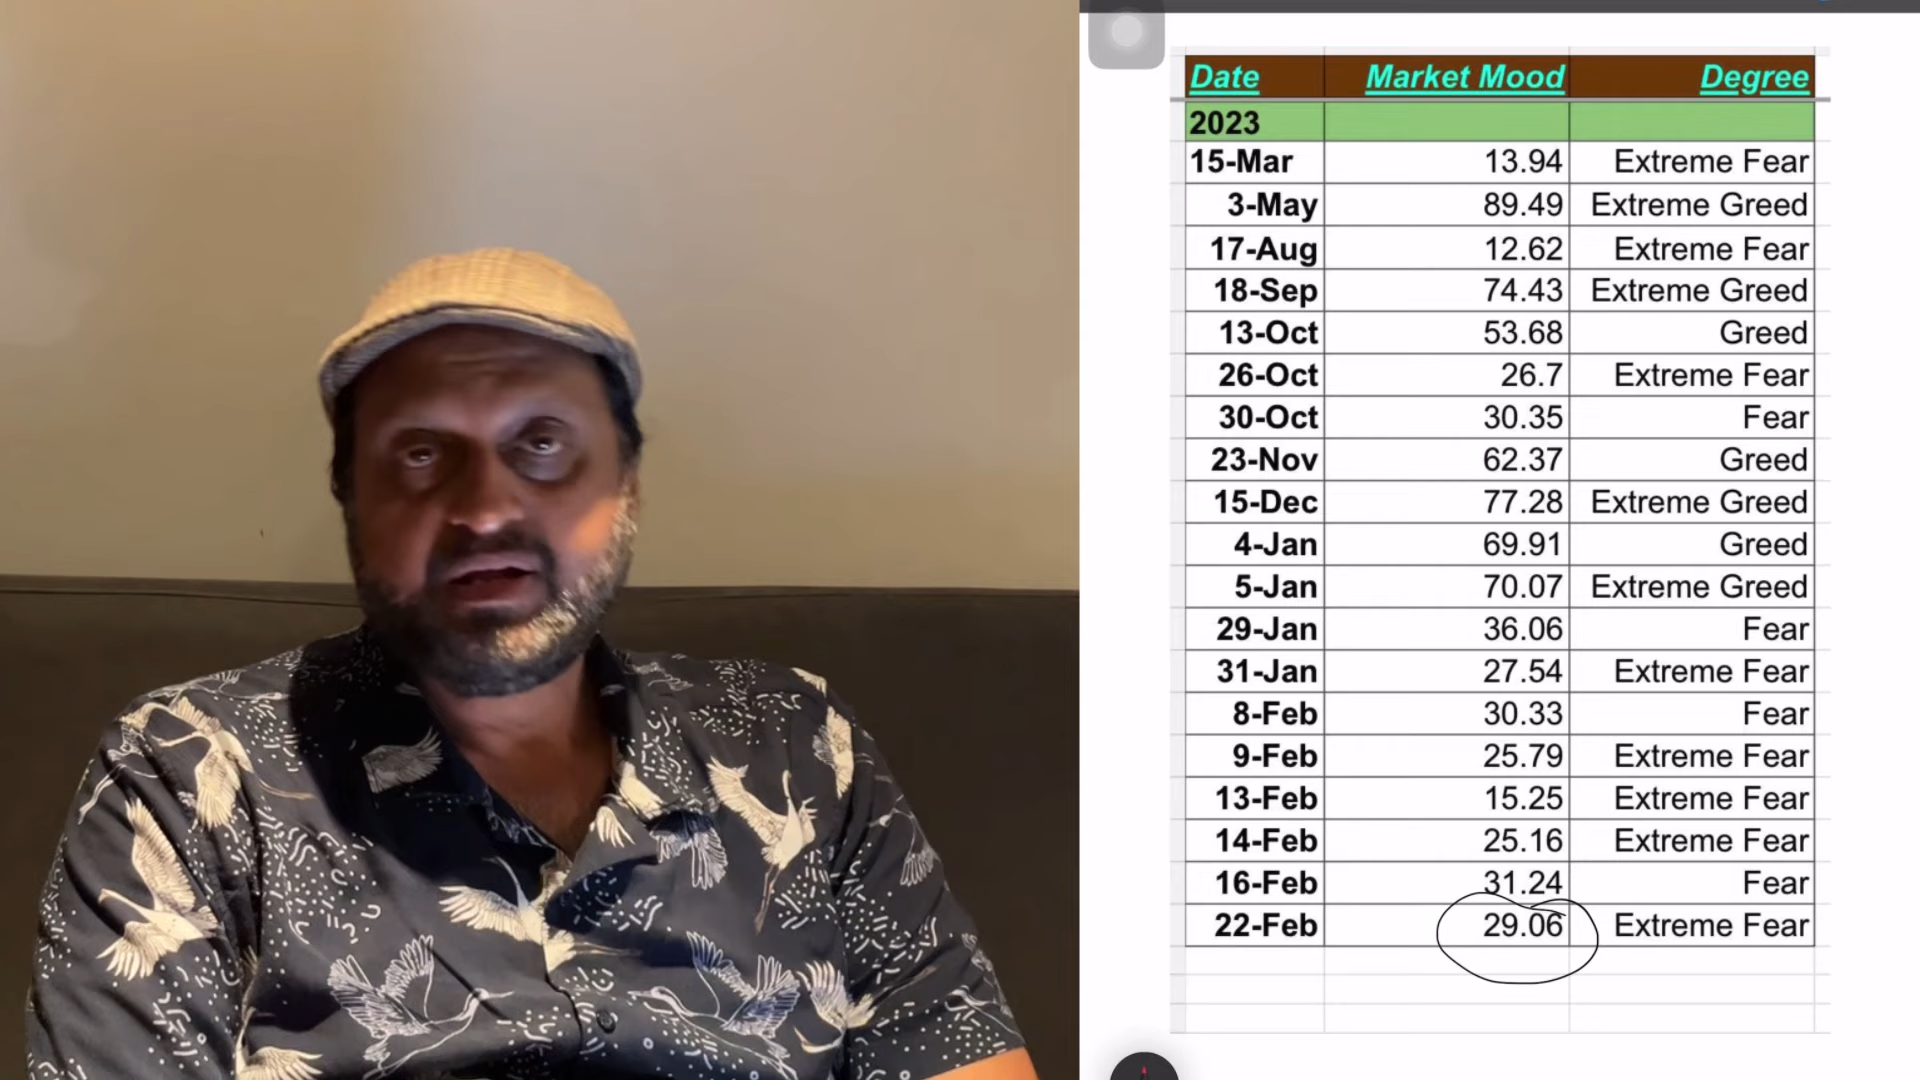 Date Market Mood Degree
2023
15-Mar 13.94 Extreme Fear
3-May 89.49 Extreme Greed
17-Aug 12.62 Extreme Fear
18-Sep 74.43 Extreme Greed
13-Oct 53.68 Greed
26-Oct 26.7 Extreme Fear
30-Oct 30.35 Fear
23-Nov 62.37 Greed
15-Dec 77.28 Extreme Greed
4-Jan 69.91 Greed
5-Jan 70.07 Extreme Greed
29-Jan 36.06 Fear
31-Jan 27.54 Extreme Fear
8-Feb 30.33 Fear
9-Feb 25.79 Extreme Fear
13-Feb 15.25 Extreme Fear
14-Feb 25.16 Extreme Fear
16-Feb 31.24 Fear
22-Feb 29.06 Extreme Fear